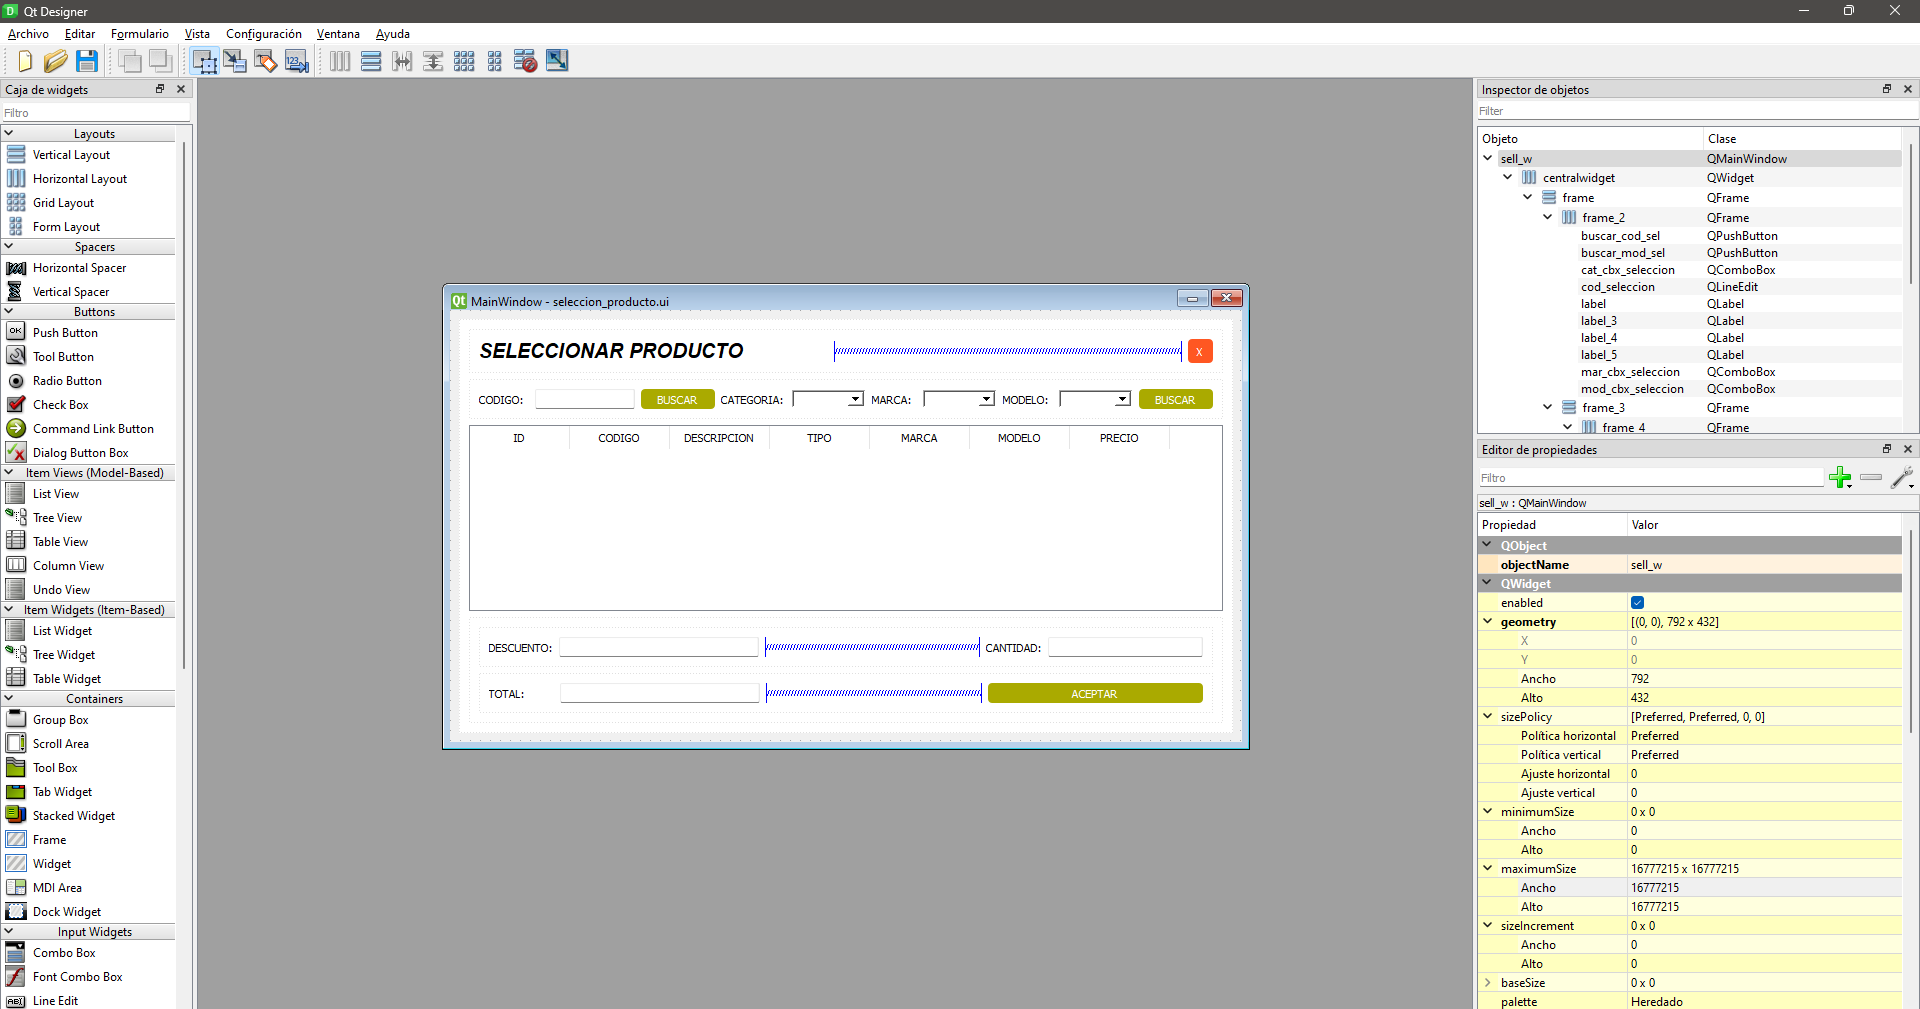 Qt Designer
Archivo Editar Formulario Vista Configuración Ventana Ayuda
Caja de widgets
Filtro
Layouts
Vertical Layout
Horizontal Layout
Grid Layout
Form Layout
Spacers
Horizontal Spacer
Vertical Spacer
Buttons
Push Button
Tool Button
Radio Button
Check Box
Command Link Button
Dialog Button Box
Item Views (Model-Based)
List View
Tree View
Table View
Column View
Undo View
Item Widgets (Item-Based)
List Widget
Tree Widget
Table Widget
Containers
Group Box
Scroll Area
Tool Box
Tab Widget
Stacked Widget
Frame
Widget
MDI Area
Dock Widget
Input Widgets
Combo Box
Font Combo Box
Line Edit
MainWindow - seleccion_producto.ui
SELECCIONAR PRODUCTO X
CODIGO: BUSCAR CATEGORIA: MARCA: MODELO: BUSCAR
ID CODIGO DESCRIPCION TIPO MARCA MODELO PRECIO
DESCUENTO: CANTIDAD:
TOTAL: ACEPTAR
Inspector de objetos
Filter
Objeto Clase
sell_w QMainWindow
centralwidget QWidget
frame QFrame
frame_2 QFrame
buscar_cod_sel QPushButton
buscar_mod_sel QPushButton
cat_cbx_seleccion QComboBox
cod_seleccion QLineEdit
label QLabel
label_3 QLabel
label_4 QLabel
label_5 QLabel
mar_cbx_seleccion QComboBox
mod_cbx_seleccion QComboBox
frame_3 QFrame
frame_4 QFrame
Editor de propiedades
Filtro
sell_w : QMainWindow
Propiedad Valor
QObject
objectName sell_w
QWidget
enabled
geometry [(0, 0), 792 x 432]
X 0
Y 0
Ancho 792
Alto 432
sizePolicy [Preferred, Preferred, 0, 0]
Política horizontal Preferred
Política vertical Preferred
Ajuste horizontal 0
Ajuste vertical 0
minimumSize 0 x 0
Ancho 0
Alto 0
maximumSize 16777215 x 16777215
Ancho 16777215
Alto 16777215
sizeIncrement 0 x 0
Ancho 0
Alto 0
baseSize 0 x 0
palette Heredado